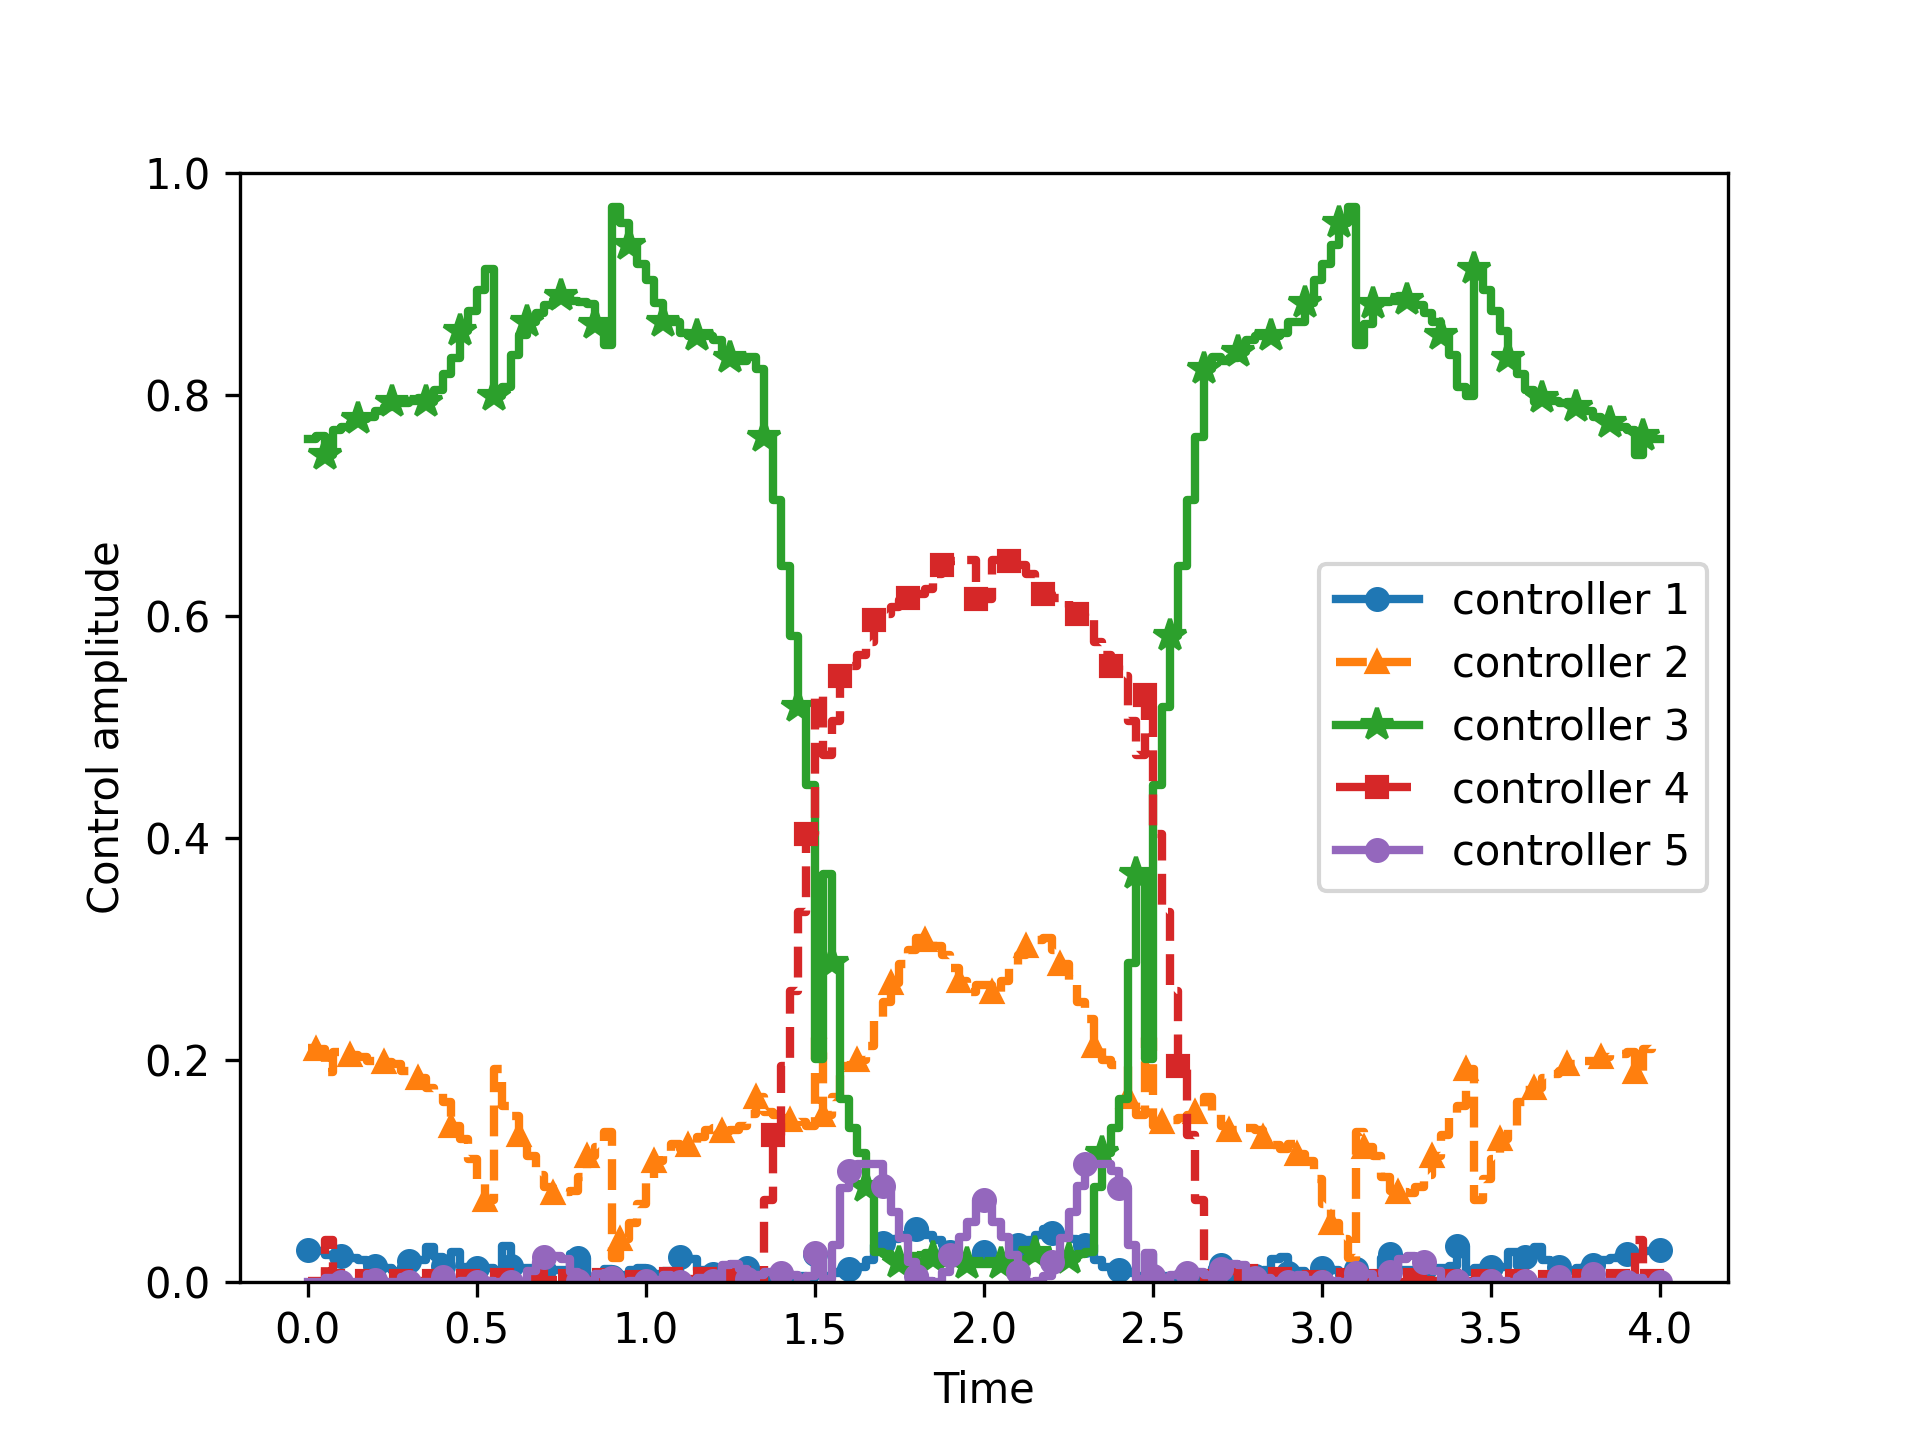 1.0
0.8
0.6
0.4
0.2
0.0
Control amplitude
controller 1
controller 2
controller 3
controller 4
controller 5
0.0 0.5 1.0 1.5 2.0 2.5 3.0 3.5 4.0
Time